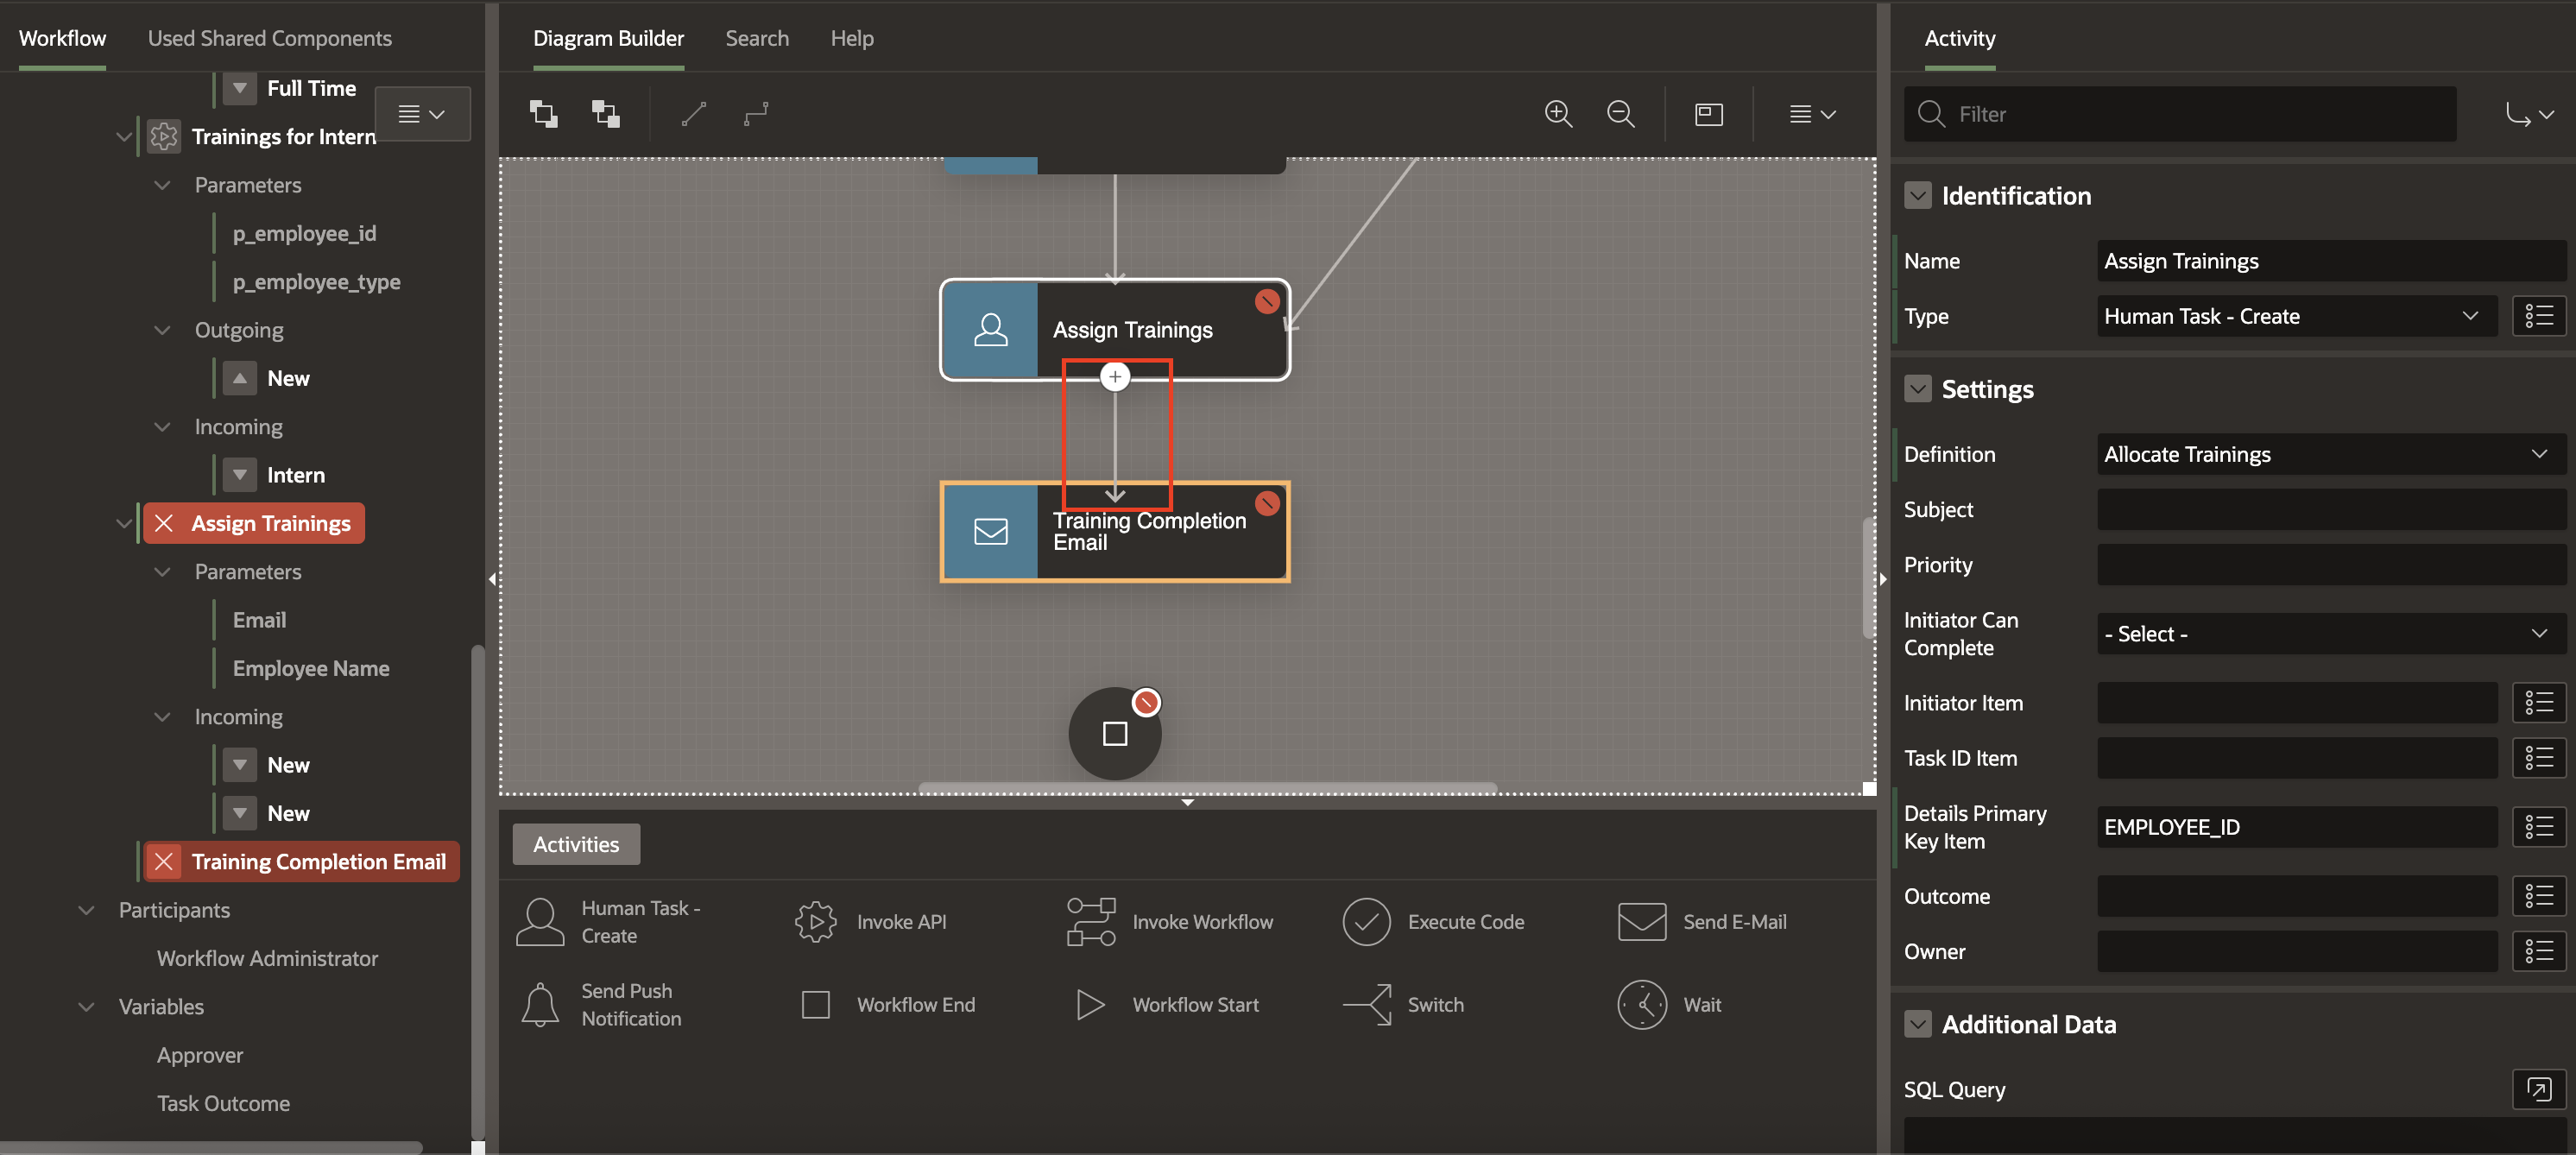 Workflow
Used Shared Components
Full Time
Trainings for Intern
Parameters
p_employee_id
p_employee_type
Outgoing
New
Incoming
Intern
Assign Trainings
Parameters
Email
Employee Name
Incoming
New
New
Training Completion Email
Participants
Workflow Administrator
Variables
Approver
Task Outcome
Diagram Builder
Search
Help
Assign Trainings
Training Completion
Email
Activities
Human Task -
Create
Invoke API
Invoke Workflow
Execute Code
Send E-Mail
Send Push
Notification
Workflow End
Workflow Start
Switch
Wait
Activity
Filter
Identification
Name
Assign Trainings
Type
Human Task - Create
Settings
Definition
Allocate Trainings
Subject
Priority
Initiator Can
Complete
- Select -
Initiator Item
Task ID Item
Details Primary
Key Item
EMPLOYEE_ID
Outcome
Owner
Additional Data
SQL Query